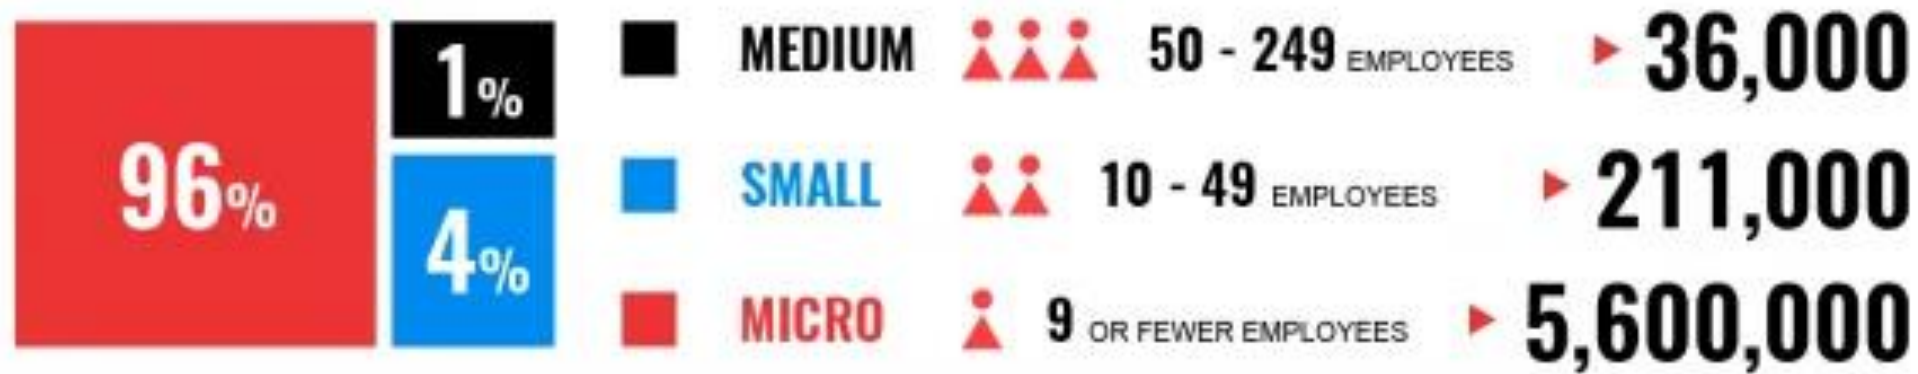 96%
1%
4%
MEDIUM 50 - 249 EMPLOYEES 36,000
SMALL 10 - 49 EMPLOYEES 211,000
MICRO 9 OR FEWER EMPLOYEES 5,600,000